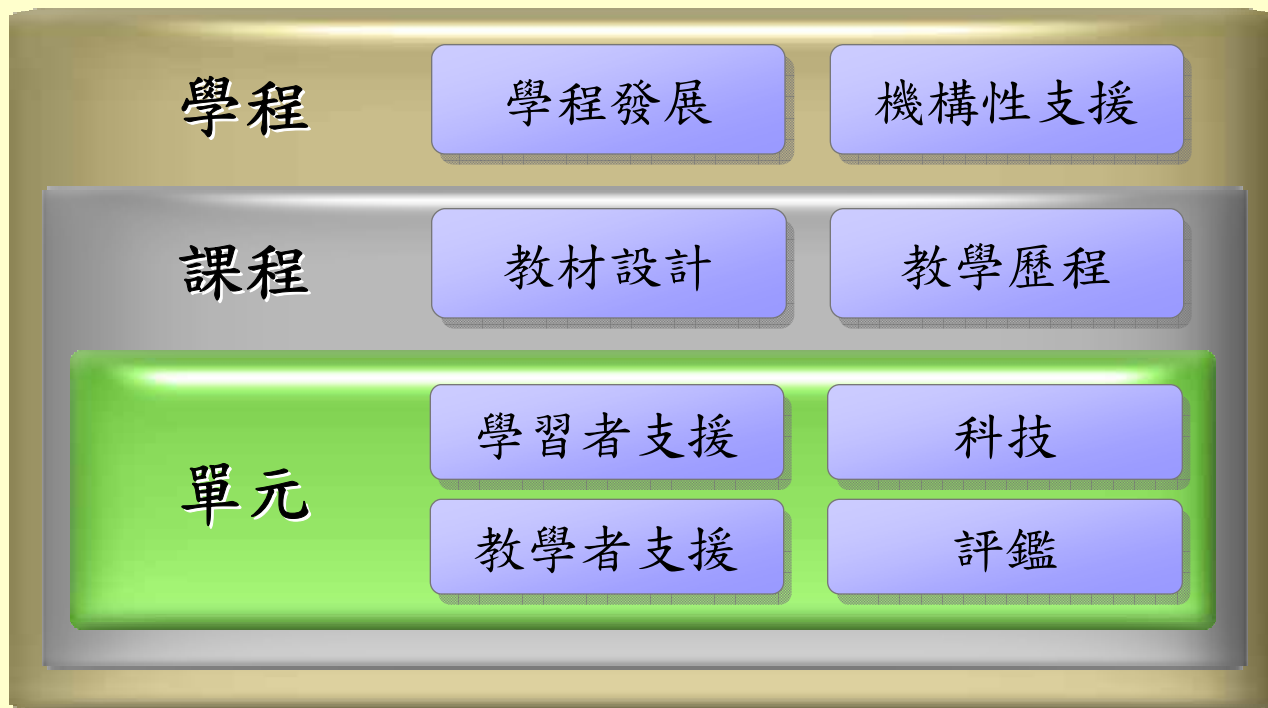 學程
學程發展
機構性支援
課程
教材設計
教學歷程
單元
學習者支援
科技
教學者支援
評鑑